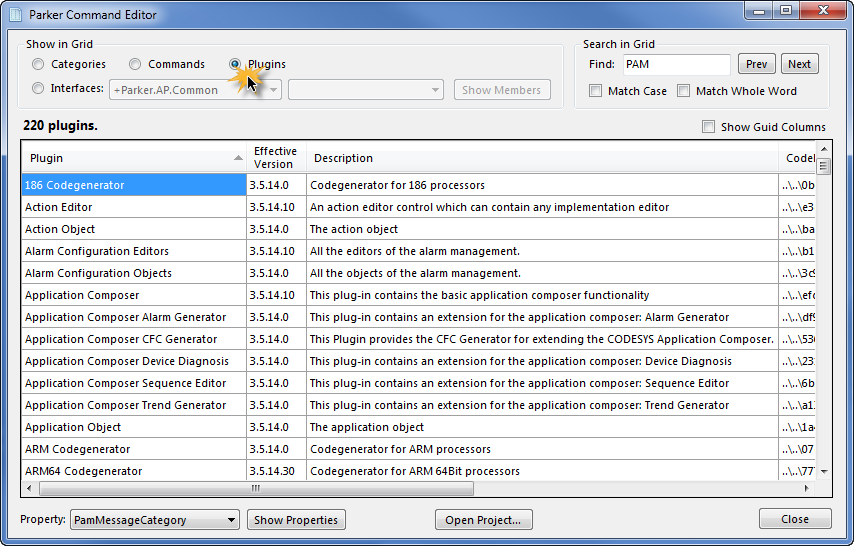 Parker Command Editor
Show in Grid
Categories
Commands
Plugins
Interfaces:
+Parker.AP.Common
Show Members
Search in Grid
Find:
PAM
Prev
Next
Match Case
Match Whole Word
220 plugins.
Show Guid Columns
Plugin Effective Version Description
186 Codegenerator 3.5.14.0 Codegenerator for 186 processors ..\..\0b
Action Editor 3.5.14.10 An action editor control which can contain any implementation editor ..\..\e3
Action Object 3.5.14.0 The action object ..\..\ba
Alarm Configuration Editors 3.5.14.10 All the editors of the alarm management. ..\..\b1
Alarm Configuration Objects 3.5.14.0 All the objects of the alarm management. ..\..\3c9
Application Composer 3.5.14.10 This plug-in contains the basic application composer functionality ..\..\efc
Application Composer Alarm Generator 3.5.14.0 This plug-in contains an extension for the application composer: Alarm Generator ..\..\df9
Application Composer CFC Generator 3.5.14.0 This Plugin provides the CFC Generator for extending the CODESYS Application Composer. ..\..\530
Application Composer Device Diagnosis 3.5.14.0 This plug-in contains an extension for the application composer: Device Diagnosis ..\..\23
Application Composer Sequence Editor 3.5.14.0 This plug-in contains an extension for the application composer: Sequence Editor ..\..\6b
Application Composer Trend Generator 3.5.14.0 This plug-in contains an extension for the application composer: Trend Generator ..\..\a1
Application Object 3.5.14.0 The application object ..\..\1a4
ARM Codegenerator 3.5.14.0 Codegenerator for ARM processors ..\..\07
ARM64 Codegenerator 3.5.14.30 Codegenerator for ARM 64Bit processors ..\..\77
Property:
PamMessageCategory
Show Properties
Open Project...
Close